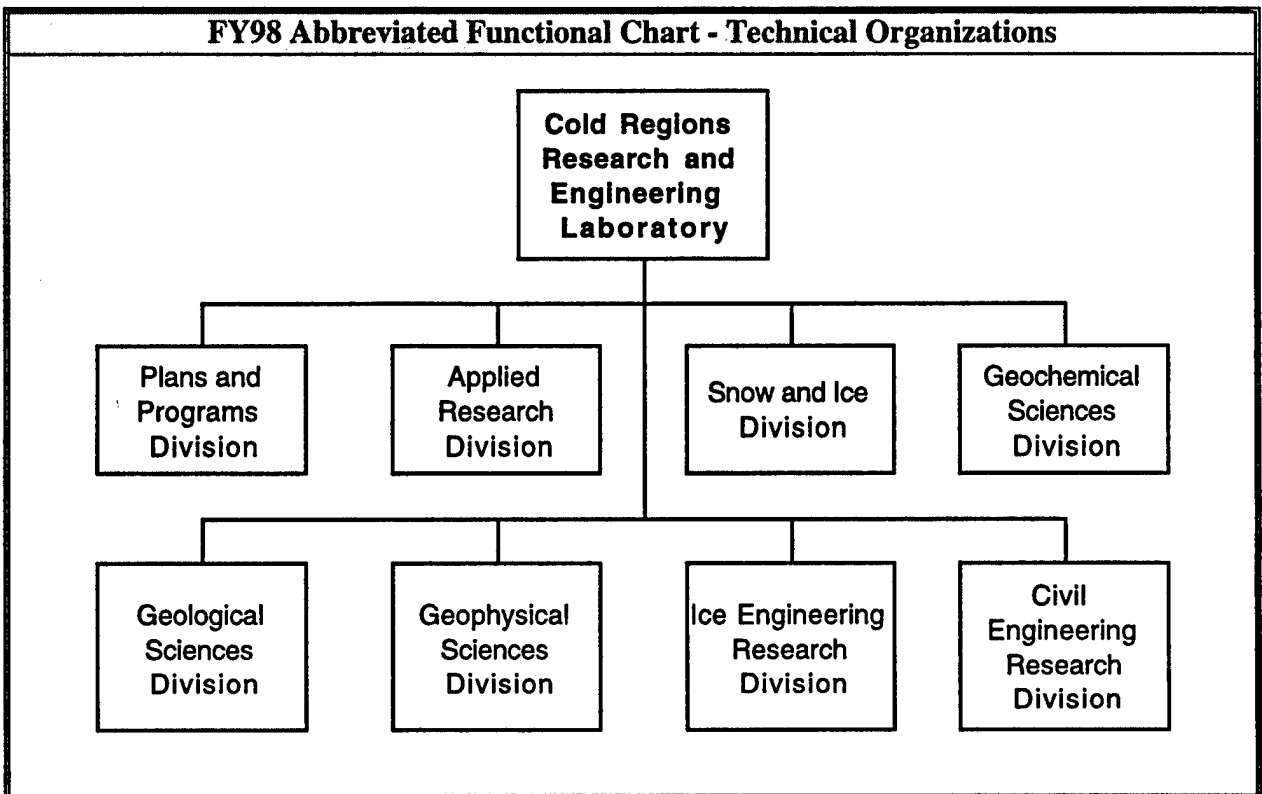 FY98 Abbreviated Functional Chart - Technical Organizations
Cold Regions
Research and
Engineering
Laboratory
Plans and
Programs
Division
Applied
Research
Division
Snow and Ice
Division
Geochemical
Sciences
Division
Geological
Sciences
Division
Geophysical
Sciences
Division
Ice Engineering
Research
Division
Civil
Engineering
Research
Division